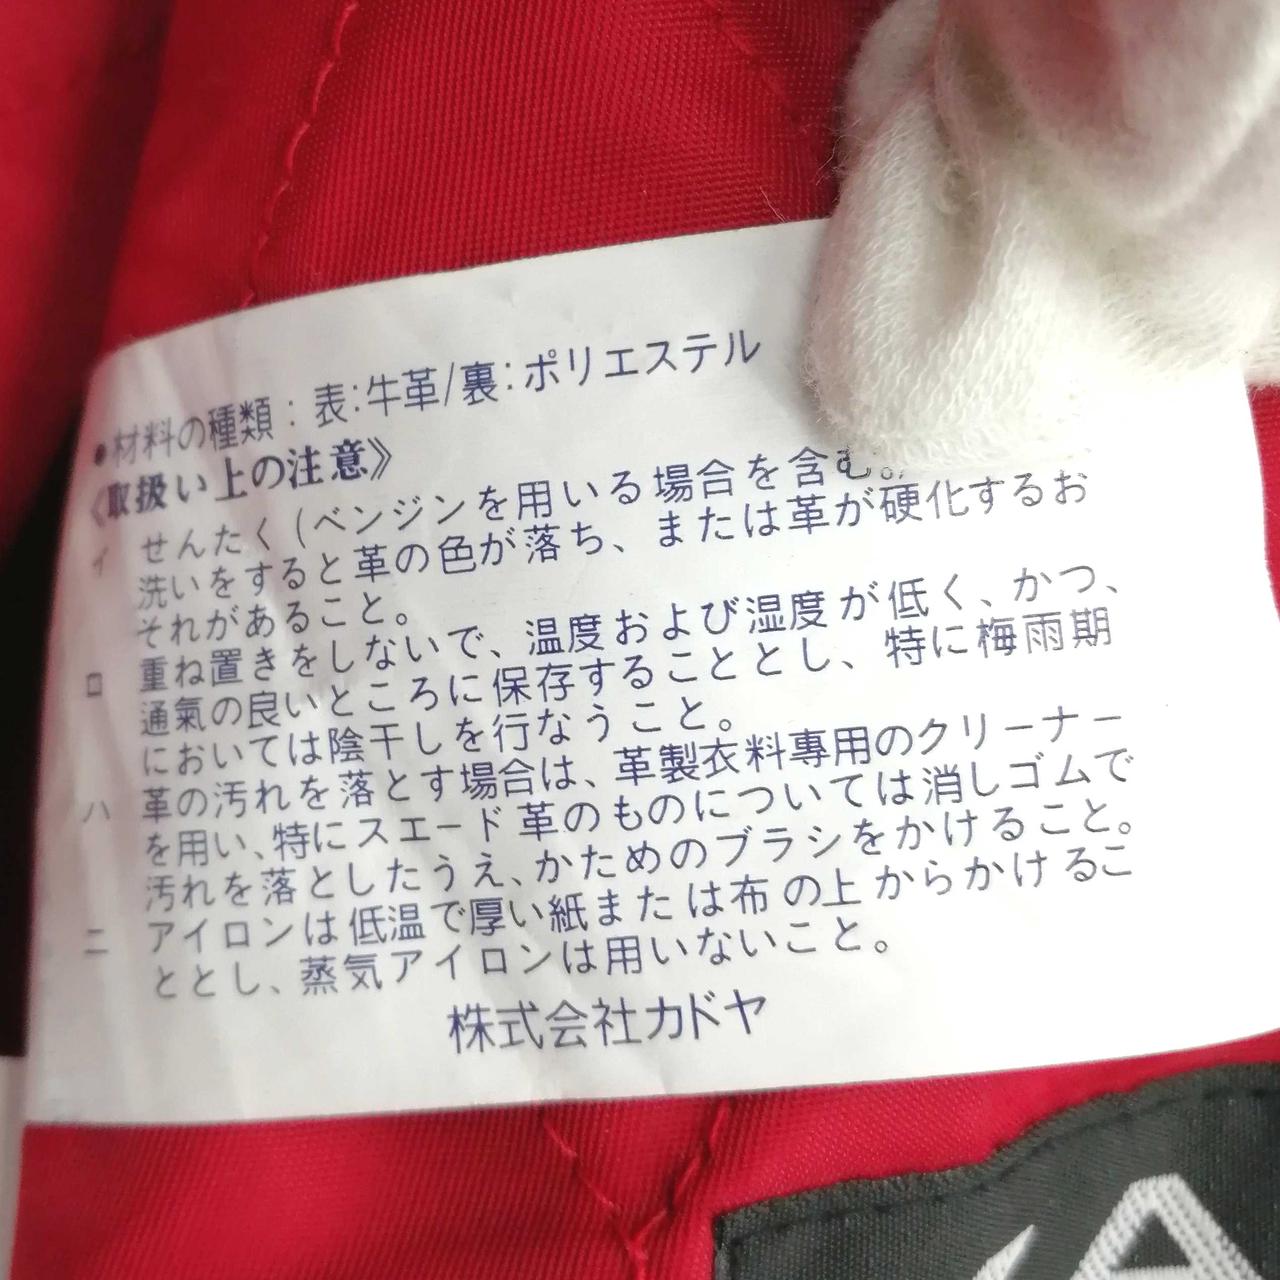 ●材料の種類：表:牛革/裏:ポリエステル
《取扱い上の注意》
イ せんたく(ベンジンを用いる場合を含む。
洗いをすると革の色が落ち、または革が硬化するお
それがあること。
ロ 重ね置きをしないで、温度および湿度が低く、かつ、
通氣の良いところに保存することとし、特に梅雨期
においては陰干しを行なうこと。
ハ 革の汚れを落とす場合は、革製衣料専用のクリーナー
を用い、特にスエード革のものについては消しゴムで
汚れを落としたうえ、かためのブラシをかけること。
ニ アイロンは低温で厚い紙または布の上からかけるこ
ととし、蒸気アイロンは用いないこと。
株式会社カドヤ
A